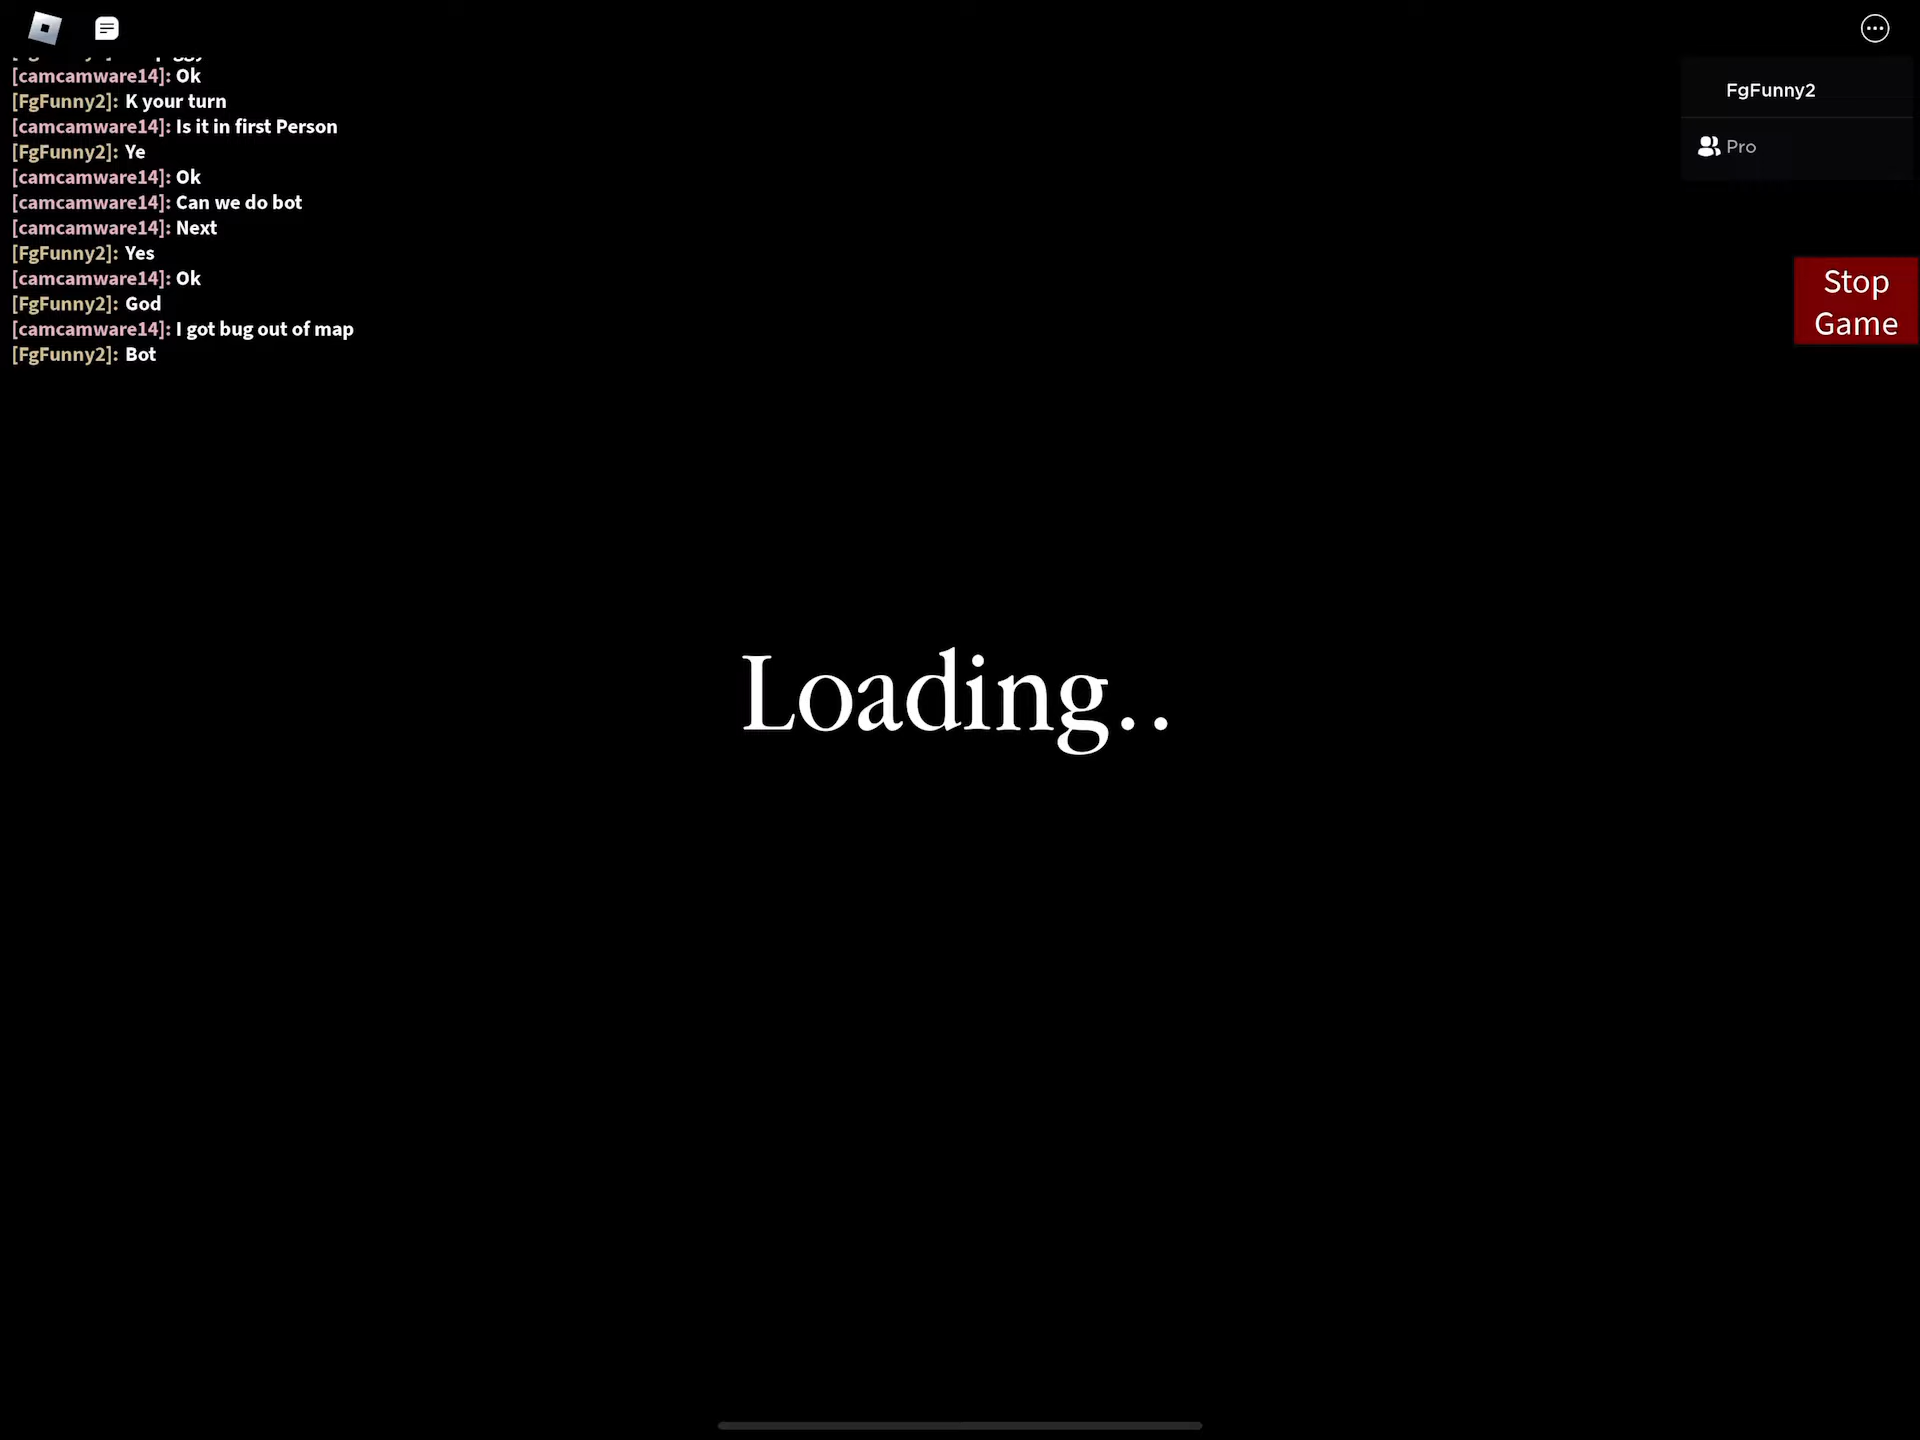 [camcamware14]: Ok
[FgFunny2]: K your turn
[camcamware14]: Is it in first Person
[FgFunny2]: Ye
[camcamware14]: Ok
[camcamware14]: Can we do bot
[camcamware14]: Next
[FgFunny2]: Yes
[camcamware14]: Ok
[FgFunny2]: God
[camcamware14]: I got bug out of map
[FgFunny2]: Bot
FgFunny2
Pro
Stop
Game
Loading..